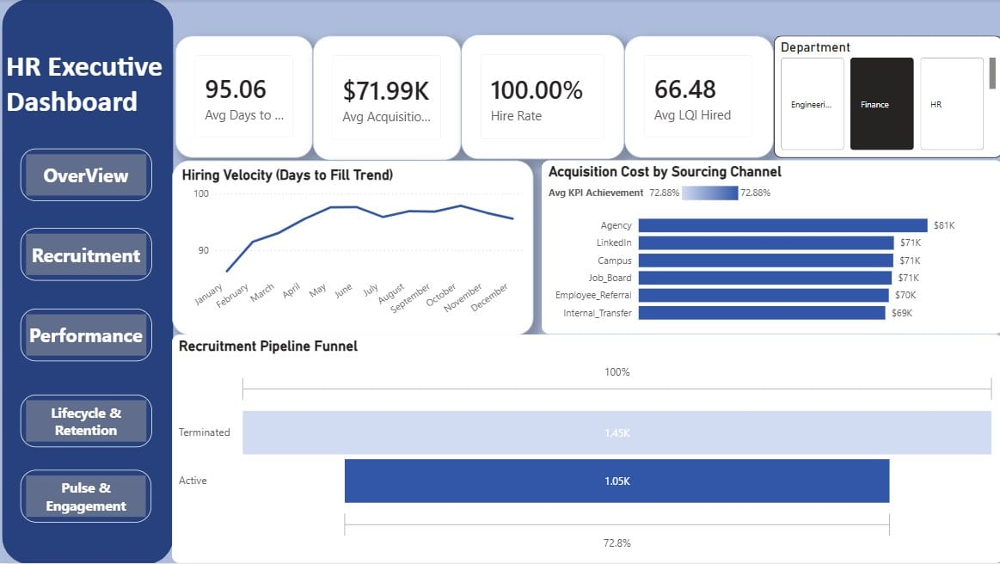 HR Executive
Dashboard
OverView
Recruitment
Performance
Lifecycle &
Retention
Pulse &
Engagement
95.06
Avg Days to ...
$71.99K
Avg Acquisitio...
100.00%
Hire Rate
66.48
Avg LQI Hired
Department
Engineeri...
Finance
HR
Hiring Velocity (Days to Fill Trend)
100
90
January
February
March
April
May
June
July
August
September
October
November
December
Acquisition Cost by Sourcing Channel
Avg KPI Achievement 72.88% 72.88%
Agency $81K
LinkedIn $71K
Campus $71K
Job_Board $71K
Employee_Referral $70K
Internal_Transfer $69K
Recruitment Pipeline Funnel
100%
Terminated 1.45K
Active 1.05K
72.8%